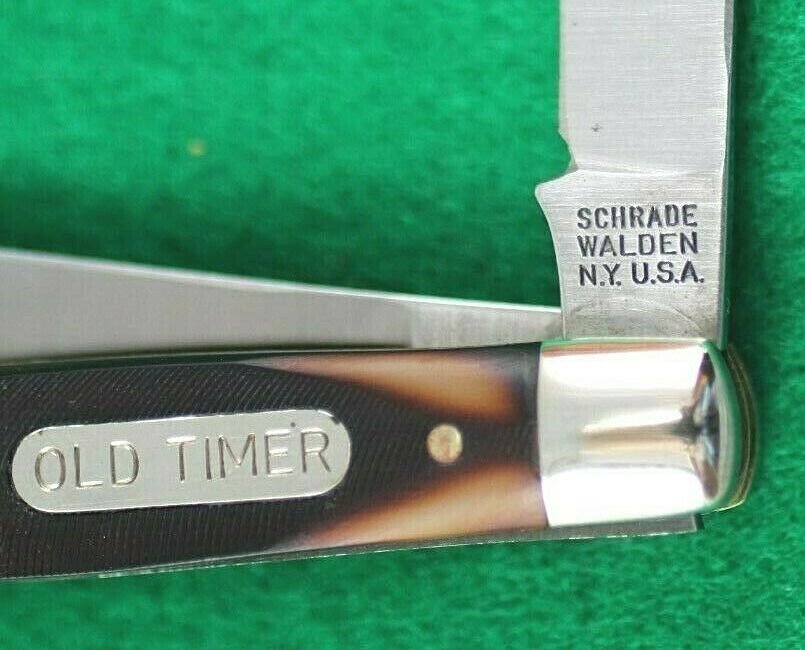 SCHRADE
WALDEN
N.Y. U.S.A.
OLD TIMER